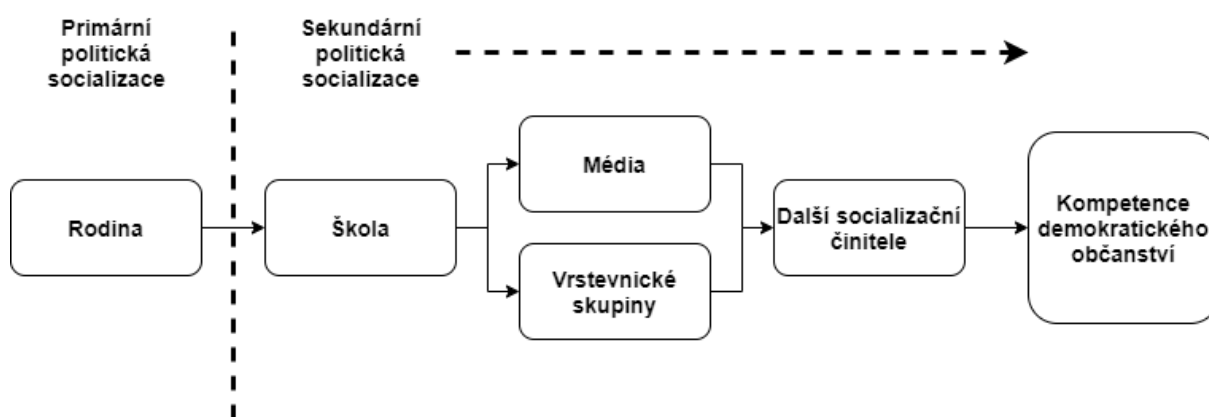 Primární
politická
socializace
Sekundární
politická
socializace
Rodina
Škola
Média
Vrstevnické
skupiny
Další socializační
činitele
Kompetence
demokratického
občanství